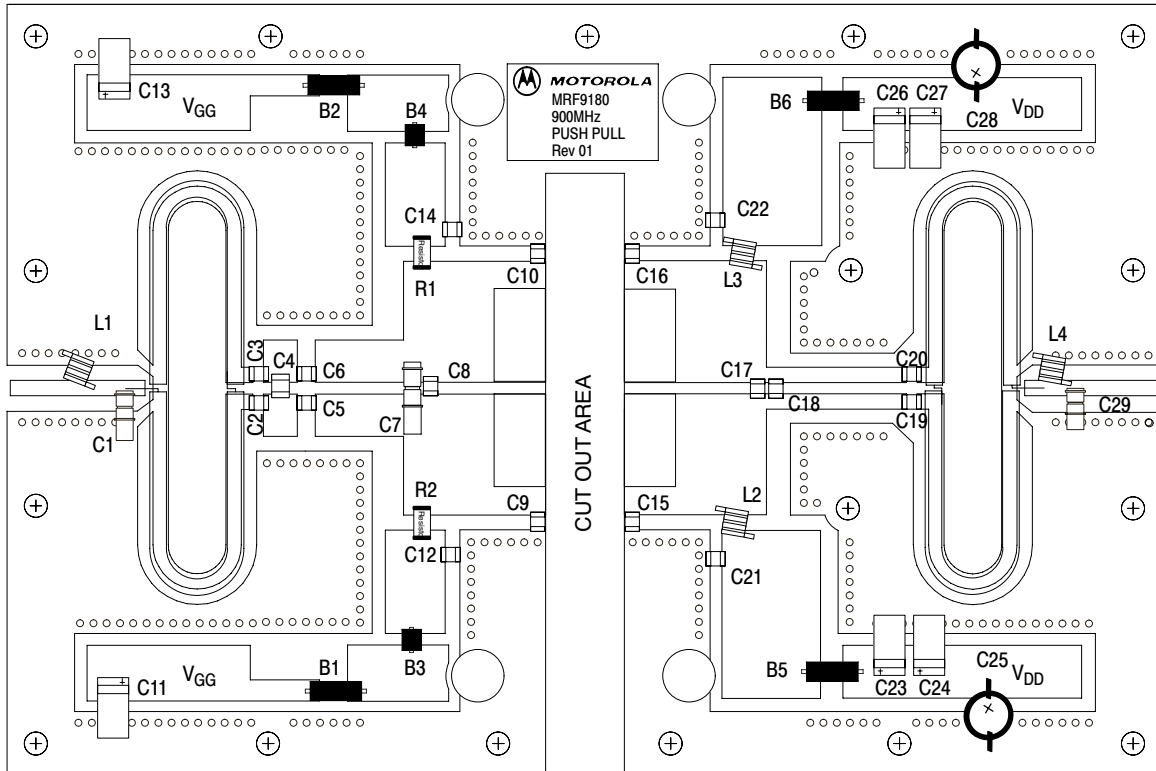 MOTOROLA
MRF9180
900MHz
PUSH PULL
Rev 01
C13
VGG
B2
B4
B6
C26
C27
C28
VDD
C14
C22
R1
C10
C16
L3
L1
L4
C3
C4
C6
C8
C17
C18
C20
C2
C5
C7
C19
C1
C29
CUT OUT AREA
R2
C9
C15
L2
C12
C21
C11
VGG
B1
B3
B5
C23
C24
C25
VDD
Resistor
Resistor